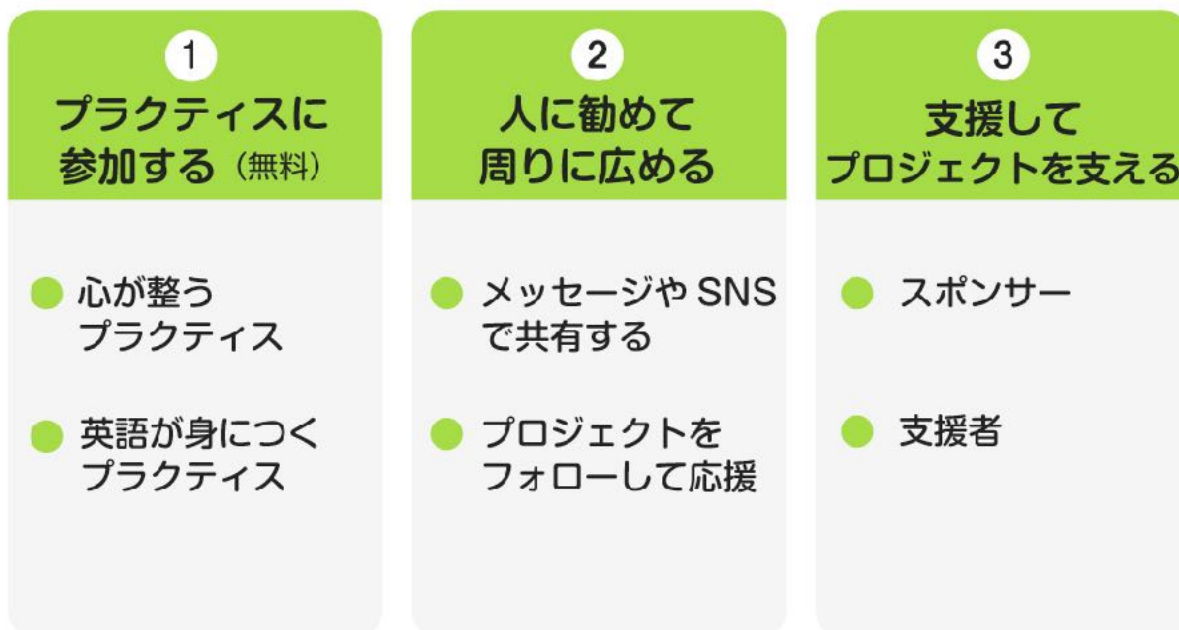 1
プラクティスに
参加する（無料）
心が整う
プラクティス
英語が身につく
プラクティス
2
人に勧めて
周りに広める
メッセージや SNS
で共有する
プロジェクトを
フォローして応援
3
支援して
プロジェクトを支える
スポンサー
支援者